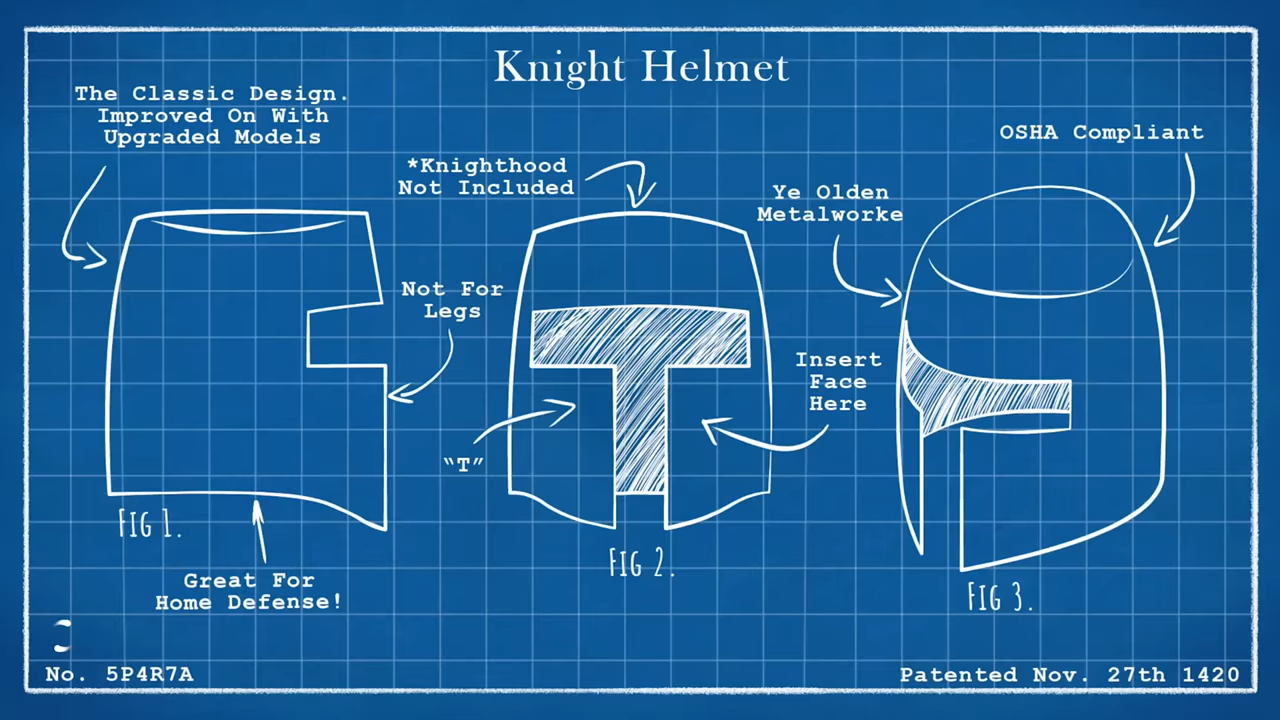 Knight Helmet
The Classic Design.
Improved On With
Upgraded Models
*Knighthood
Not Included
OSHA Compliant
Ye Olden
Metalworke
Not For
Legs
Insert
Face
Here
“T”
FIG 1.
FIG 2.
FIG 3.
Great For
Home Defense!
No. 5P4R7A
Patented Nov. 27th 1420